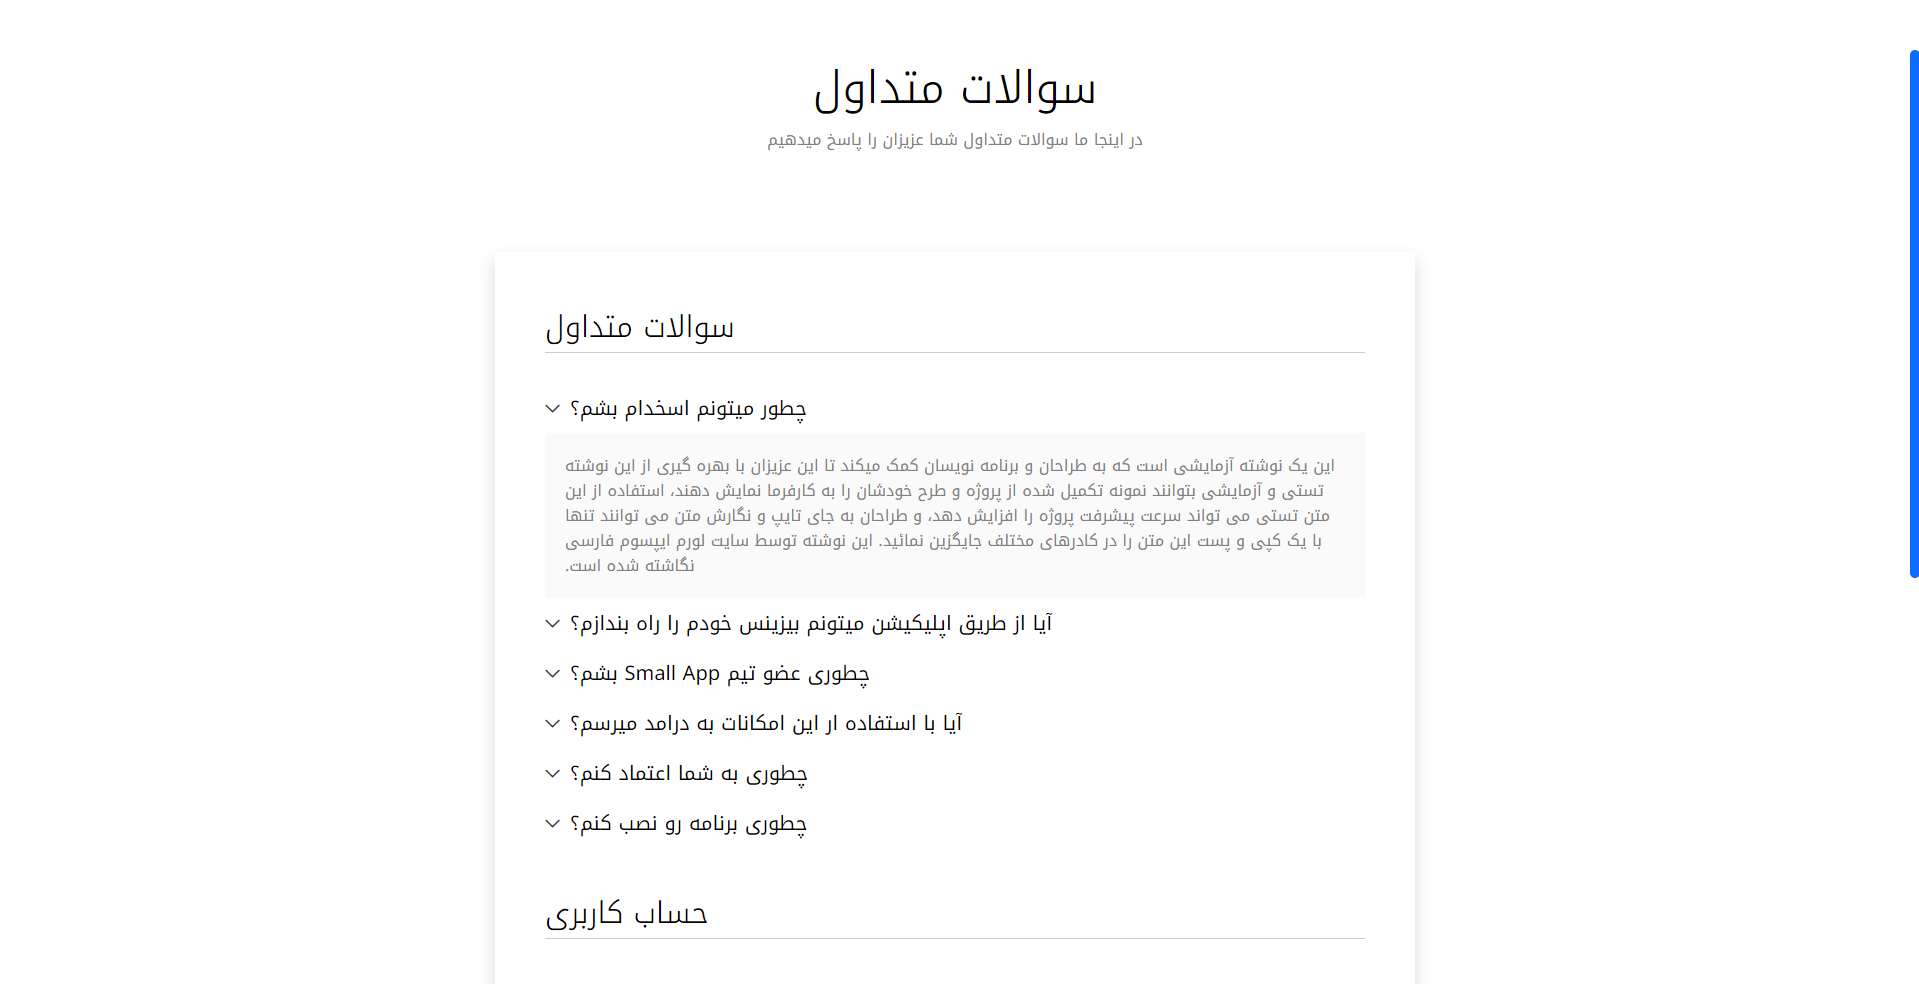 سوالات متداول
در اینجا ما سوالات متداول شما عزیزان را پاسخ میدهیم
سوالات متداول
چطور میتونم اسخدام بشم؟
این یک نوشته آزمایشی است که به طراحان و برنامه نویسان کمک میکند تا این عزیزان با بهره گیری از این نوشته
تستی و آزمایشی بتوانند نمونه تکمیل شده از پروژه و طرح خودشان را به کارفرما نمایش دهند، استفاده از این
متن تستی می تواند سرعت پیشرفت پروژه را افزایش دهد، و طراحان به جای تایپ و نگارش متن می توانند تنها
با یک کپی و پست این متن را در کادرهای مختلف جایگزین نمائید. این نوشته توسط سایت لورم ایپسوم فارسی
نگاشته شده است.
آیا از طریق اپلیکیشن میتونم بیزینس خودم را راه بندازم؟
چطوری عضو تیم Small App بشم؟
آیا با استفاده ار این امکانات به درامد میرسم؟
چطوری به شما اعتماد کنم؟
چطوری برنامه رو نصب کنم؟
حساب کاربری